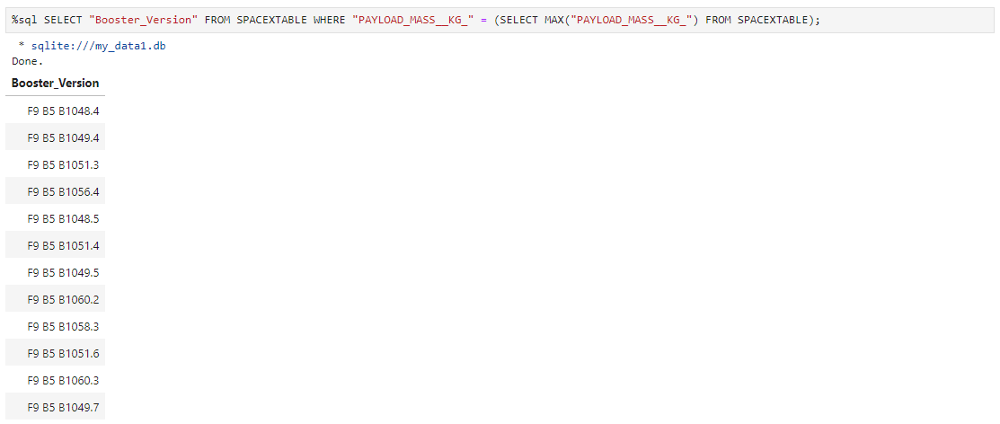 %sql SELECT "Booster_Version" FROM SPACEXTABLE WHERE "PAYLOAD_MASS__KG_" = (SELECT MAX("PAYLOAD_MASS__KG_") FROM SPACEXTABLE);
* sqlite:///my_data1.db
Done.
Booster_Version
F9 B5 B1048.4
F9 B5 B1049.4
F9 B5 B1051.3
F9 B5 B1056.4
F9 B5 B1048.5
F9 B5 B1051.4
F9 B5 B1049.5
F9 B5 B1060.2
F9 B5 B1058.3
F9 B5 B1051.6
F9 B5 B1060.3
F9 B5 B1049.7